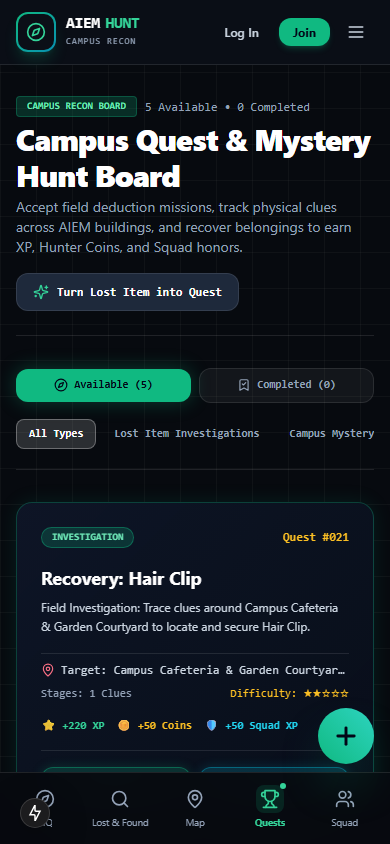 AIEM HUNT
CAMPUS RECON
Log In
Join
CAMPUS RECON BOARD
5 Available • 0 Completed
Campus Quest & Mystery
Hunt Board
Accept field deduction missions, track physical clues
across AIEM buildings, and recover belongings to earn
XP, Hunter Coins, and Squad honors.
Turn Lost Item into Quest
Available (5)
Completed (0)
All Types
Lost Item Investigations
Campus Mystery
INVESTIGATION
Quest #021
Recovery: Hair Clip
Field Investigation: Trace clues around Campus Cafeteria
& Garden Courtyard to locate and secure Hair Clip.
Target: Campus Cafeteria & Garden Courtyar…
Stages: 1 Clues
Difficulty: ★★☆☆☆
+220 XP
+50 Coins
+50 Squad XP
Lost & Found
Map
Quests
Squad